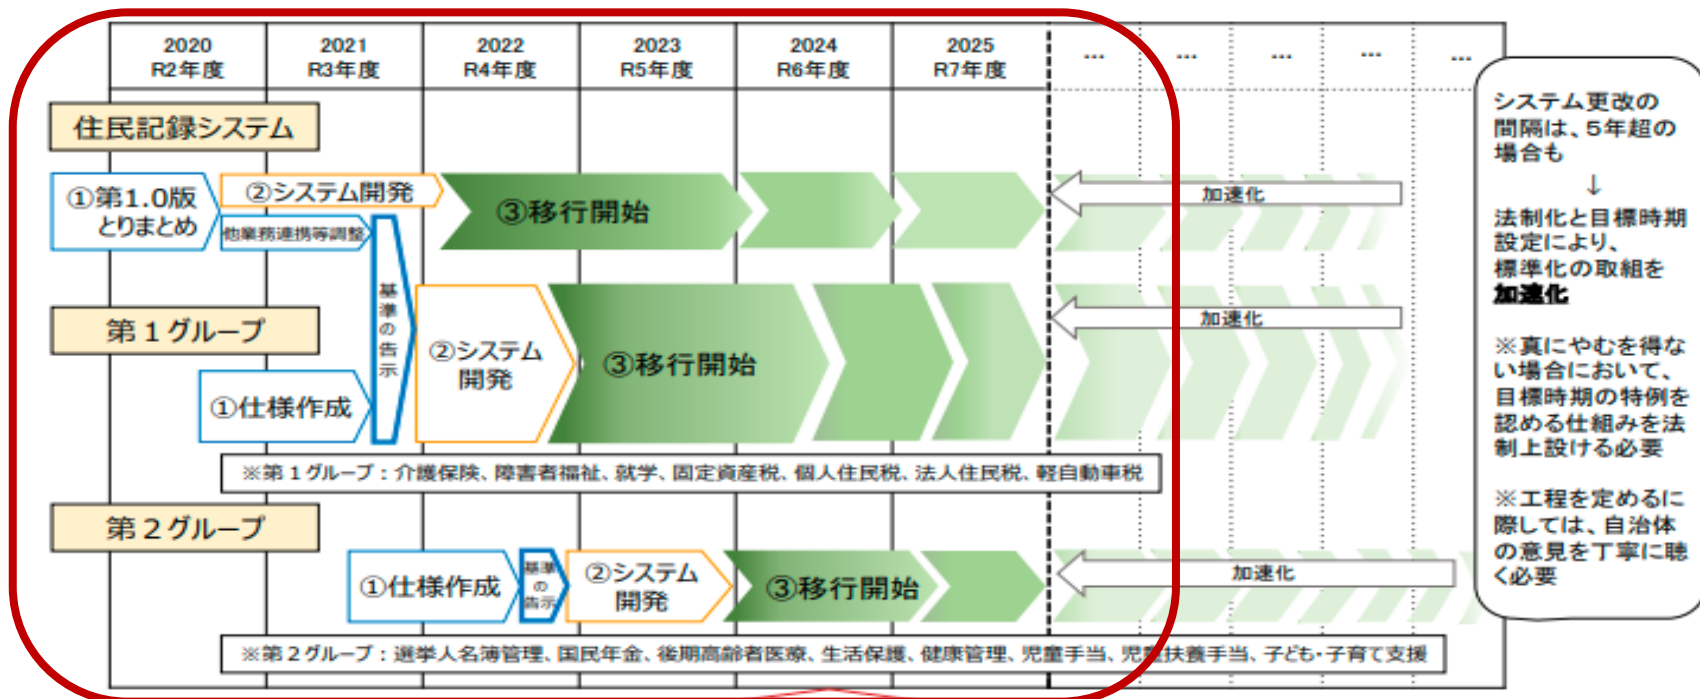 2020
R2年度
2021
R3年度
2022
R4年度
2023
R5年度
2024
R6年度
2025
R7年度
…
…
…
…
…
住民記録システム
①第1.0版
とりまとめ
②システム開発
他業務連携等調整
③移行開始
加速化
基準の告示
第1グループ
①仕様作成
②システム
開発
③移行開始
加速化
※第1グループ：介護保険、障害者福祉、就学、固定資産税、個人住民税、法人住民税、軽自動車税
第2グループ
①仕様作成
基準の告示
②システム
開発
③移行開始
加速化
※第2グループ：選挙人名簿管理、国民年金、後期高齢者医療、生活保護、健康管理、児童手当、児童扶養手当、子ども・子育て支援
システム更改の
間隔は、5年超の
場合も
↓
法制化と目標時期
設定により、
標準化の取組を
加速化
※真にやむを得な
い場合において、
目標時期の特例を
認める仕組みを法
制上設ける必要
※工程を定めるに
際しては、自治体
の意見を丁寧に聴
く必要